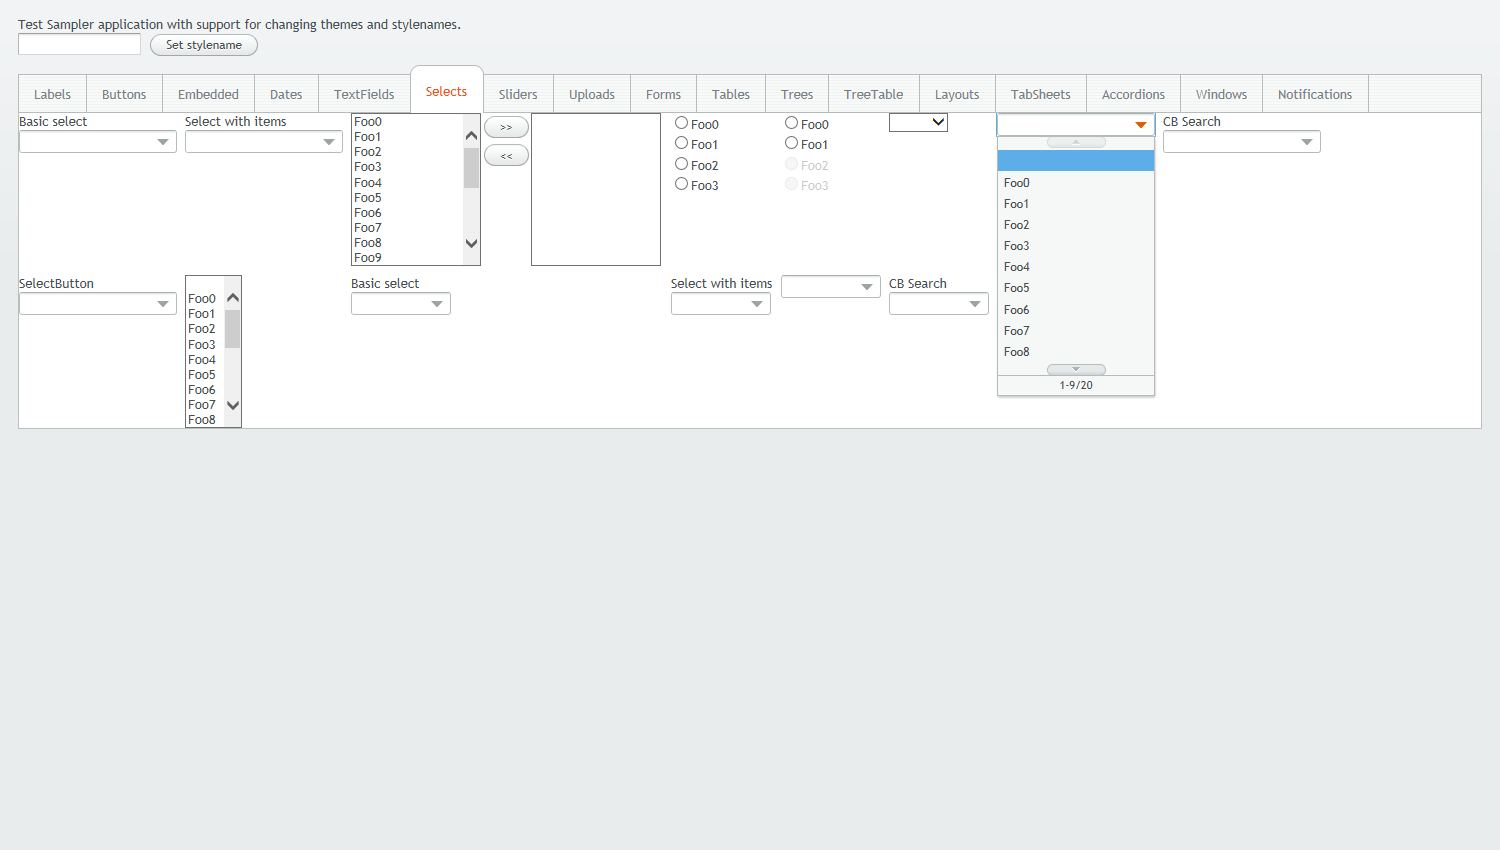 Test Sampler application with support for changing themes and stylenames.
Set stylename
Labels Buttons Embedded Dates TextFields Selects Sliders Uploads Forms Tables Trees TreeTable Layouts TabSheets Accordions Windows Notifications
Basic select
Select with items
Foo0
Foo1
Foo2
Foo3
Foo4
Foo5
Foo6
Foo7
Foo8
Foo9
>>
<<
Foo0
Foo1
Foo2
Foo3
Foo0
Foo1
Foo2
Foo3
Foo0
Foo1
Foo2
Foo3
Foo4
Foo5
Foo6
Foo7
Foo8
1-9/20
CB Search
SelectButton
Foo0
Foo1
Foo2
Foo3
Foo4
Foo5
Foo6
Foo7
Foo8
Basic select
Select with items
CB Search